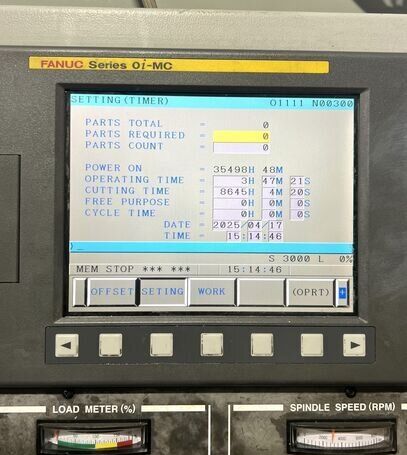 FANUC Series 0i-MC
SETTING(TIMER) O1111 N00300
PARTS TOTAL = 0
PARTS REQUIRED = 0
PARTS COUNT = 0
POWER ON = 35498H 48M
OPERATING TIME = 3H 47M 21S
CUTTING TIME = 8645H 4M 20S
FREE PURPOSE = 0H 0M 0S
CYCLE TIME = 0H 0M 0S
DATE = 2025/04/17
TIME = 15:14:46
)_
S 3000 L 0%
MEM STOP *** *** 15:14:46
OFFSET SETING WORK (OPRT) +
LOAD METER (%) SPINDLE SPEED (RPM)